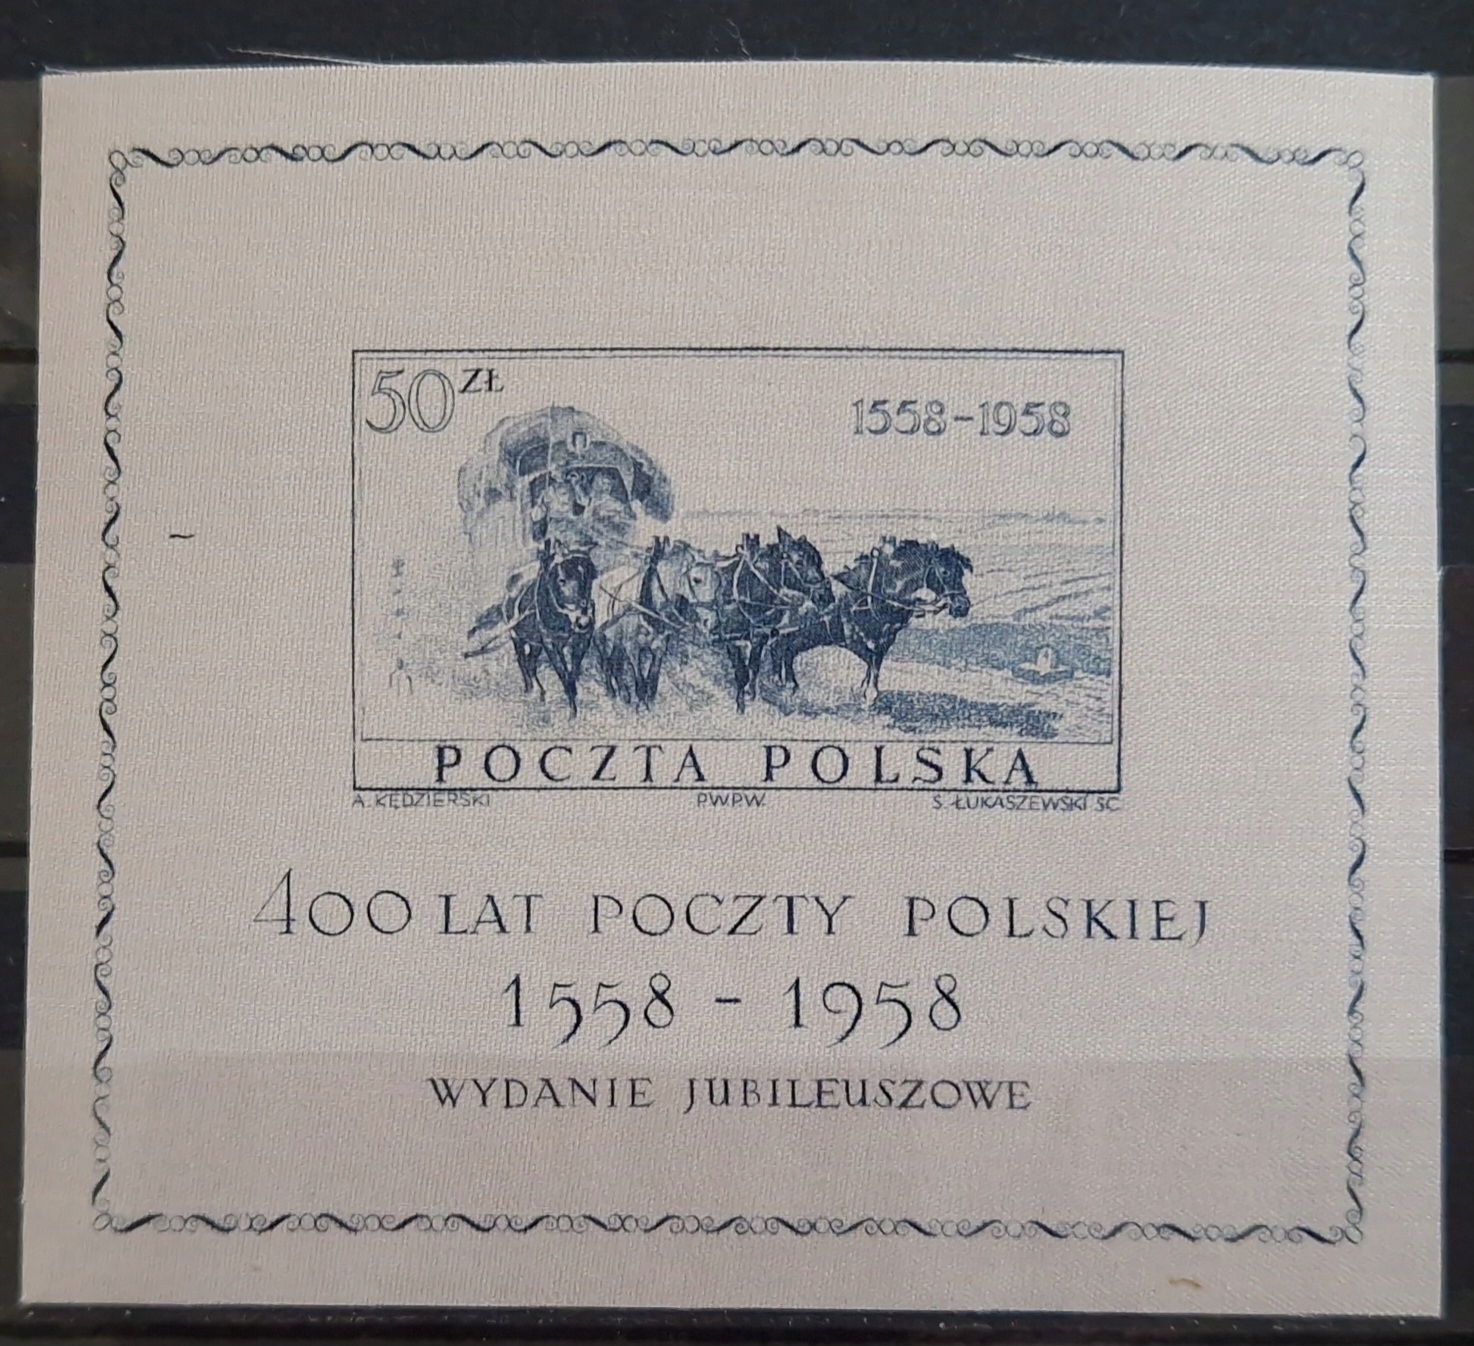 50 ZŁ
1558-1958
POCZTA POLSKA
A. KĘDZIERSKI P.W.P.W. S. ŁUKASZEWSKI SC.
400 LAT POCZTY POLSKIEJ
1558 - 1958
WYDANIE JUBILEUSZOWE